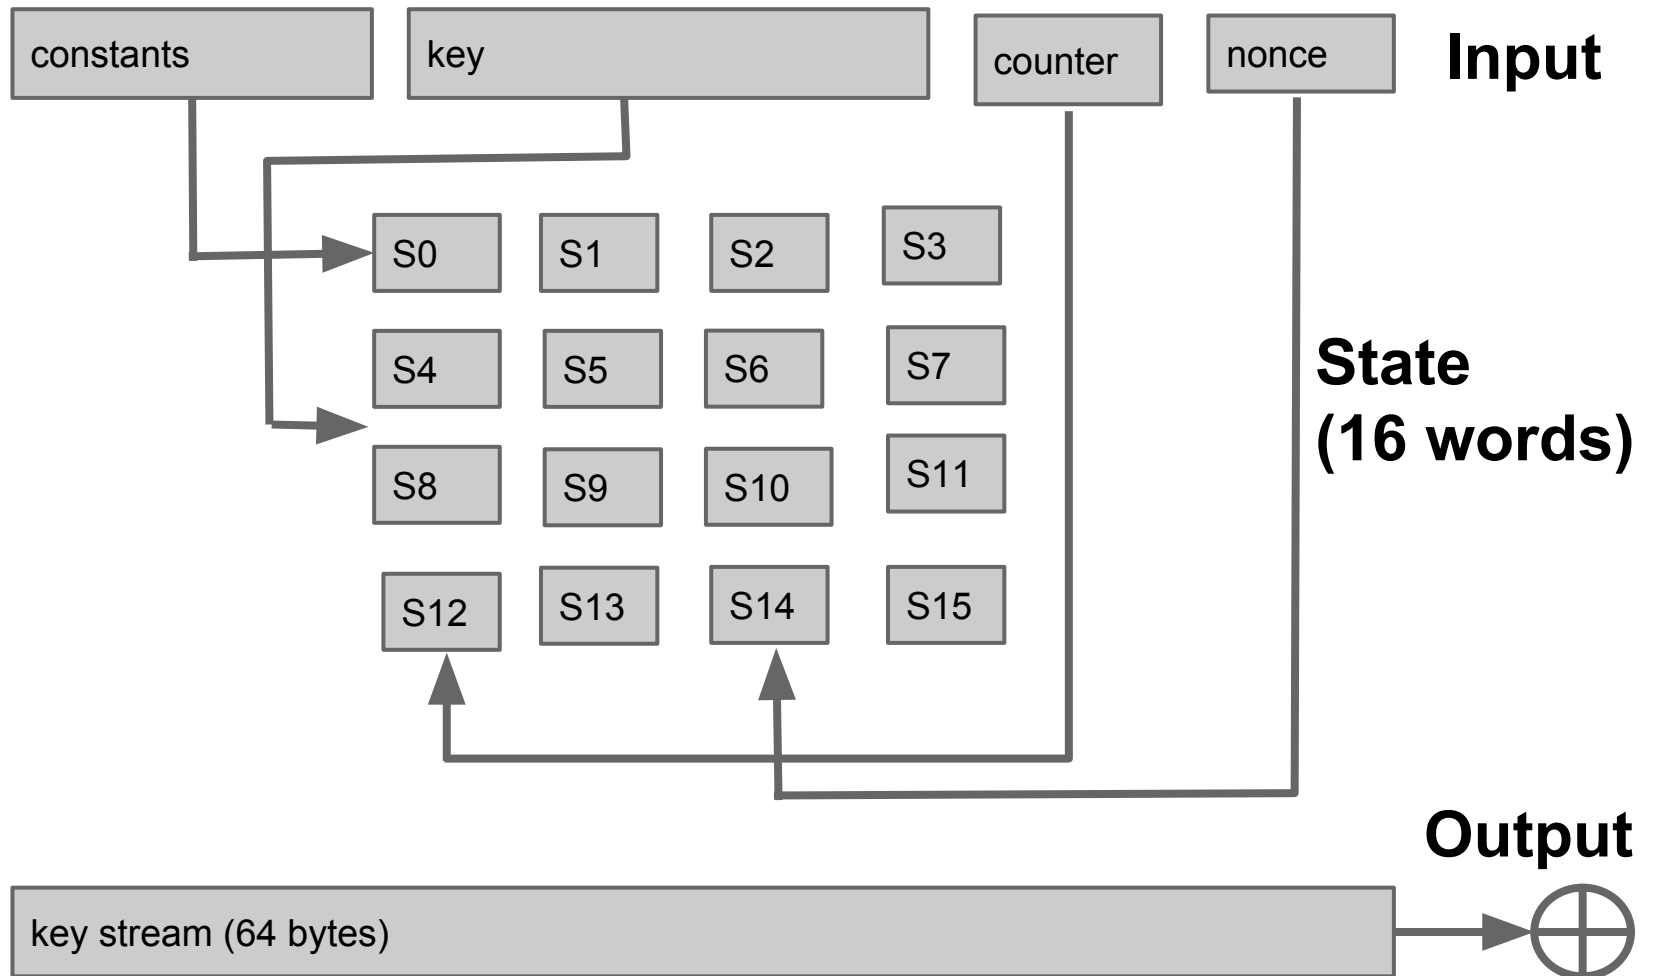 constants
key
counter
nonce
Input
S0
S1
S2
S3
S4
S5
S6
S7
State
(16 words)
S8
S9
S10
S11
S12
S13
S14
S15
Output
key stream (64 bytes)